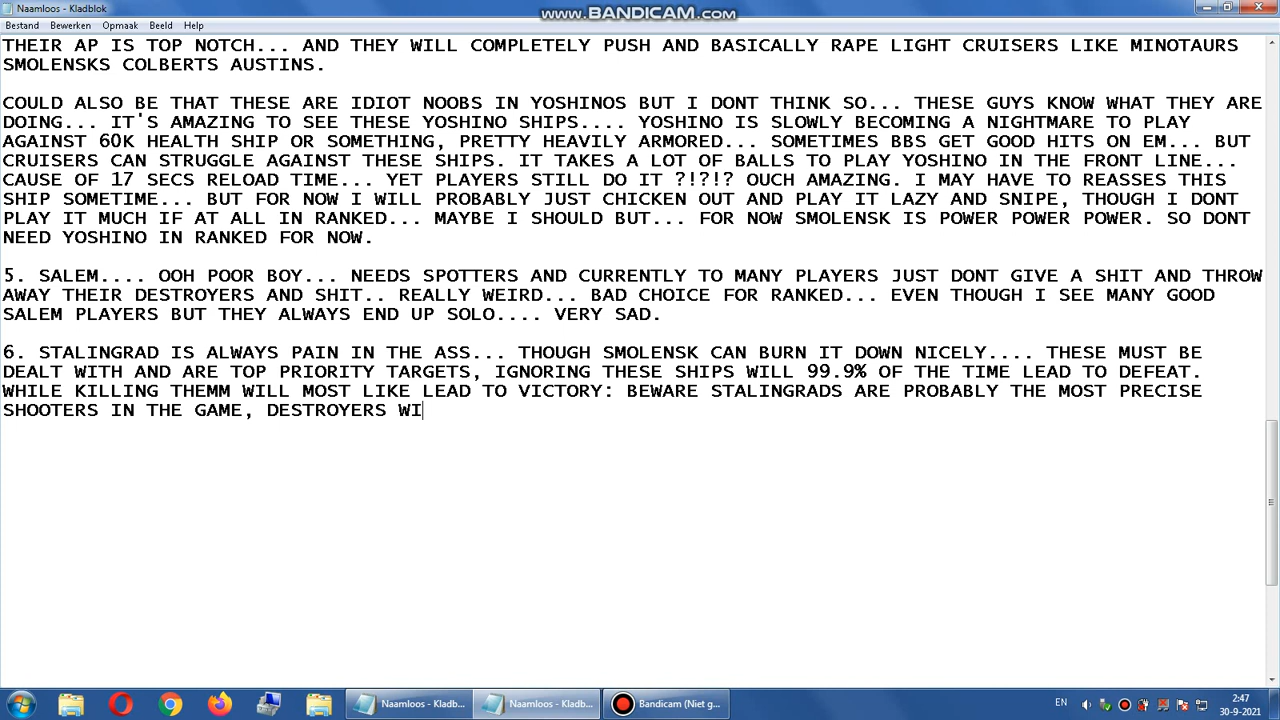 Naamloos - Kladblok
www.BANDICAM.com
Bestand Bewerken Opmaak Beeld Help
THEIR AP IS TOP NOTCH... AND THEY WILL COMPLETELY PUSH AND BASICALLY RAPE LIGHT CRUISERS LIKE MINOTAURS
SMOLENSKS COLBERTS AUSTINS.
COULD ALSO BE THAT THESE ARE IDIOT NOOBS IN YOSHINOS BUT I DONT THINK SO... THESE GUYS KNOW WHAT THEY ARE
DOING... IT'S AMAZING TO SEE THESE YOSHINO SHIPS.... YOSHINO IS SLOWLY BECOMING A NIGHTMARE TO PLAY
AGAINST 60K HEALTH SHIP OR SOMETHING, PRETTY HEAVILY ARMORED... SOMETIMES BBS GET GOOD HITS ON EM... BUT
CRUISERS CAN STRUGGLE AGAINST THESE SHIPS. IT TAKES A LOT OF BALLS TO PLAY YOSHINO IN THE FRONT LINE...
CAUSE OF 17 SECS RELOAD TIME... YET PLAYERS STILL DO IT ?!?!? OUCH AMAZING. I MAY HAVE TO REASSES THIS
SHIP SOMETIME... BUT FOR NOW I WILL PROBABLY JUST CHICKEN OUT AND PLAY IT LAZY AND SNIPE, THOUGH I DONT
PLAY IT MUCH IF AT ALL IN RANKED... MAYBE I SHOULD BUT... FOR NOW SMOLENSK IS POWER POWER POWER. SO DONT
NEED YOSHINO IN RANKED FOR NOW.
5. SALEM.... OOH POOR BOY... NEEDS SPOTTERS AND CURRENTLY TO MANY PLAYERS JUST DONT GIVE A SHIT AND THROW
AWAY THEIR DESTROYERS AND SHIT.. REALLY WEIRD... BAD CHOICE FOR RANKED... EVEN THOUGH I SEE MANY GOOD
SALEM PLAYERS BUT THEY ALWAYS END UP SOLO.... VERY SAD.
6. STALINGRAD IS ALWAYS PAIN IN THE ASS... THOUGH SMOLENSK CAN BURN IT DOWN NICELY.... THESE MUST BE
DEALT WITH AND ARE TOP PRIORITY TARGETS, IGNORING THESE SHIPS WILL 99.9% OF THE TIME LEAD TO DEFEAT.
WHILE KILLING THEMM WILL MOST LIKE LEAD TO VICTORY: BEWARE STALINGRADS ARE PROBABLY THE MOST PRECISE
SHOOTERS IN THE GAME, DESTROYERS WI
Naamloos - Kladb... Naamloos - Kladb... Bandicam (Niet g... EN 2:47
30-9-2021